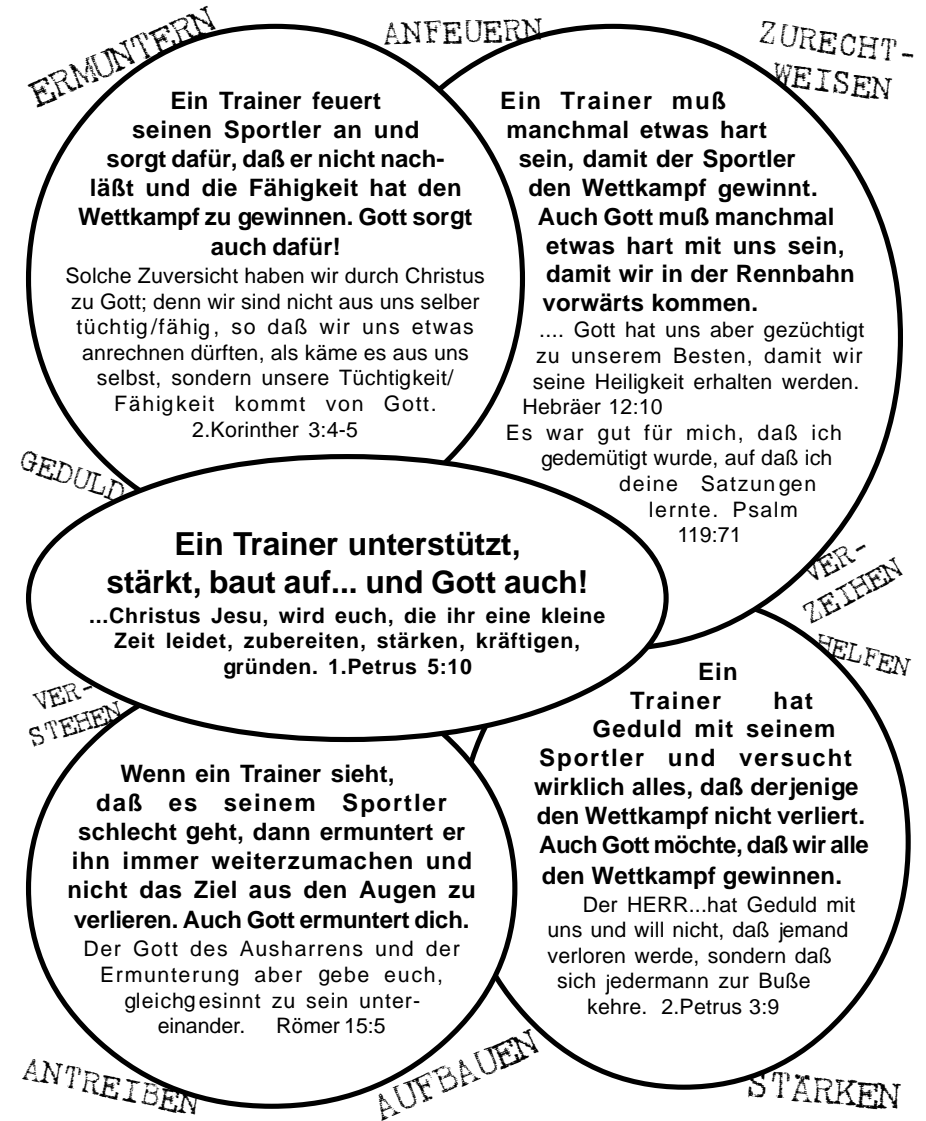 ERMUNTERN
ANFEUERN
ZURECHT-
WEISEN
Ein Trainer feuert
seinen Sportler an und
sorgt dafür, daß er nicht nach-
läßt und die Fähigkeit hat den
Wettkampf zu gewinnen. Gott sorgt
auch dafür!
Solche Zuversicht haben wir durch Christus
zu Gott; denn wir sind nicht aus uns selber
tüchtig/fähig, so daß wir uns etwas
anrechnen dürften, als käme es aus uns
selbst, sondern unsere Tüchtigkeit/
Fähigkeit kommt von Gott.
2.Korinther 3:4-5
Ein Trainer muß
manchmal etwas hart
sein, damit der Sportler
den Wettkampf gewinnt.
Auch Gott muß manchmal
etwas hart mit uns sein,
damit wir in der Rennbahn
vorwärts kommen.
.... Gott hat uns aber gezüchtigt
zu unserem Besten, damit wir
seine Heiligkeit erhalten werden.
Hebräer 12:10
Es war gut für mich, daß ich
gedemütigt wurde, auf daß ich
deine Satzungen
lernte. Psalm
119:71
GEDULD
Ein Trainer unterstützt,
stärkt, baut auf... und Gott auch!
...Christus Jesu, wird euch, die ihr eine kleine
Zeit leidet, zubereiten, stärken, kräftigen,
gründen. 1.Petrus 5:10
VER-
ZEIHEN
HELFEN
VER-
STEHEN
Wenn ein Trainer sieht,
daß es seinem Sportler
schlecht geht, dann ermuntert er
ihn immer weiterzumachen und
nicht das Ziel aus den Augen zu
verlieren. Auch Gott ermuntert dich.
Der Gott des Ausharrens und der
Ermunterung aber gebe euch,
gleichgesinnt zu sein unter-
einander. Römer 15:5
Ein
Trainer hat
Geduld mit seinem
Sportler und versucht
wirklich alles, daß derjenige
den Wettkampf nicht verliert.
Auch Gott möchte, daß wir alle
den Wettkampf gewinnen.
Der HERR...hat Geduld mit
uns und will nicht, daß jemand
verloren werde, sondern daß
sich jedermann zur Buße
kehre. 2.Petrus 3:9
ANTREIBEN
AUFBAUEN
STÄRKEN